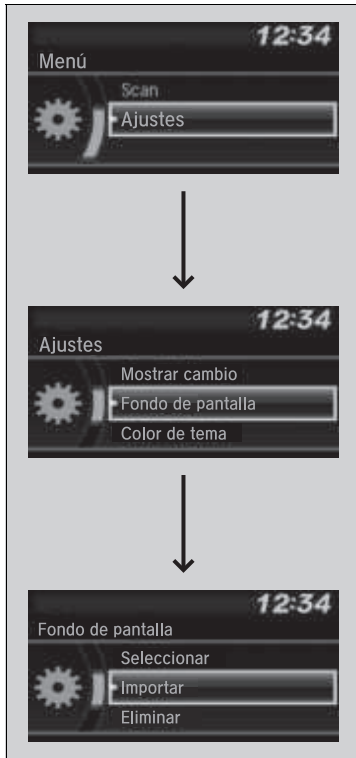 12:34
Menú
Scan
Ajustes
12:34
Ajustes
Mostrar cambio
Fondo de pantalla
Color de tema
12:34
Fondo de pantalla
Seleccionar
Importar
Eliminar